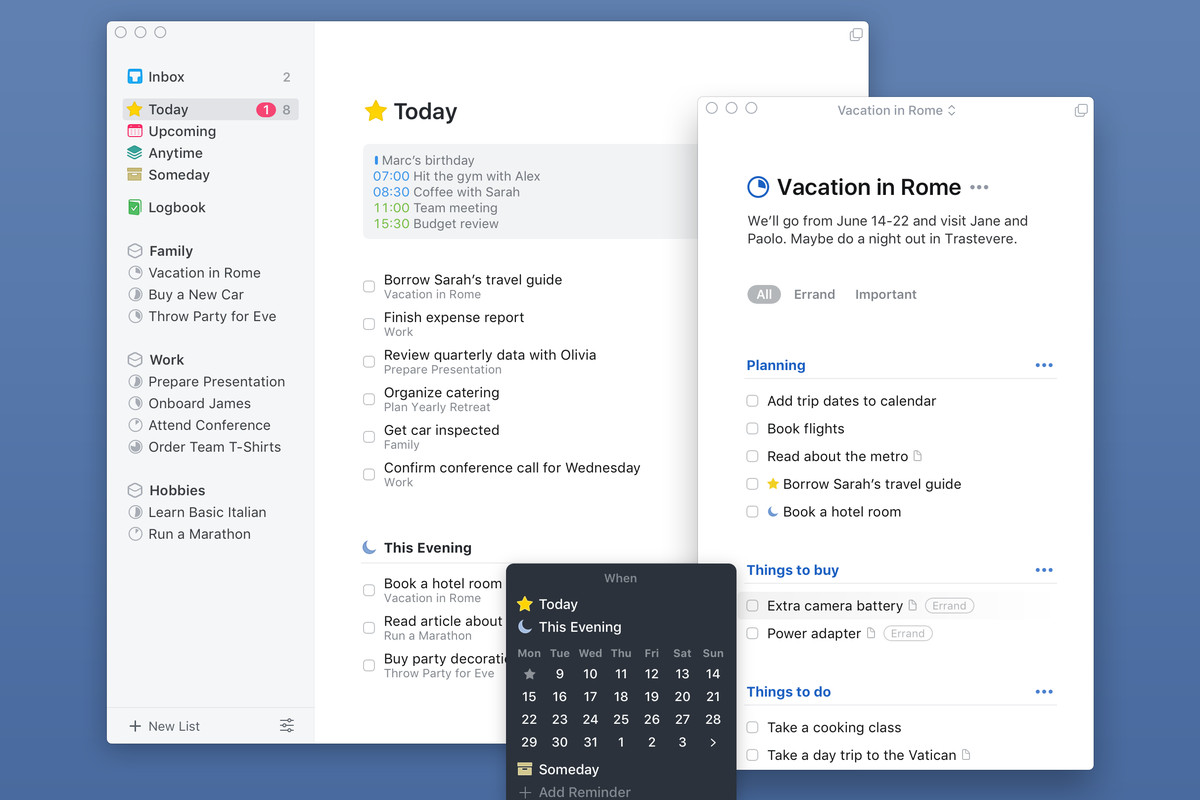 Inbox 2
Today 1 8
Upcoming
Anytime
Someday
Logbook
Family
Vacation in Rome
Buy a New Car
Throw Party for Eve
Work
Prepare Presentation
Onboard James
Attend Conference
Order Team T-Shirts
Hobbies
Learn Basic Italian
Run a Marathon
+ New List
Today
Marc's birthday
07:00 Hit the gym with Alex
08:30 Coffee with Sarah
11:00 Team meeting
15:30 Budget review
Borrow Sarah's travel guide
Vacation in Rome
Finish expense report
Work
Review quarterly data with Olivia
Prepare Presentation
Organize catering
Plan Yearly Retreat
Get car inspected
Family
Confirm conference call for Wednesday
Work
This Evening
Book a hotel room
Vacation in Rome
Read article about
Run a Marathon
Buy party decorati
Throw Party for Eve
When
Today
This Evening
Mon Tue Wed Thu Fri Sat Sun
9 10 11 12 13 14
15 16 17 18 19 20 21
22 23 24 25 26 27 28
29 30 31 1 2 3 >
Someday
+ Add Reminder
Vacation in Rome
Vacation in Rome •••
We'll go from June 14-22 and visit Jane and
Paolo. Maybe do a night out in Trastevere.
All Errand Important
Planning •••
Add trip dates to calendar
Book flights
Read about the metro
Borrow Sarah's travel guide
Book a hotel room
Things to buy •••
Extra camera battery Errand
Power adapter Errand
Things to do •••
Take a cooking class
Take a day trip to the Vatican